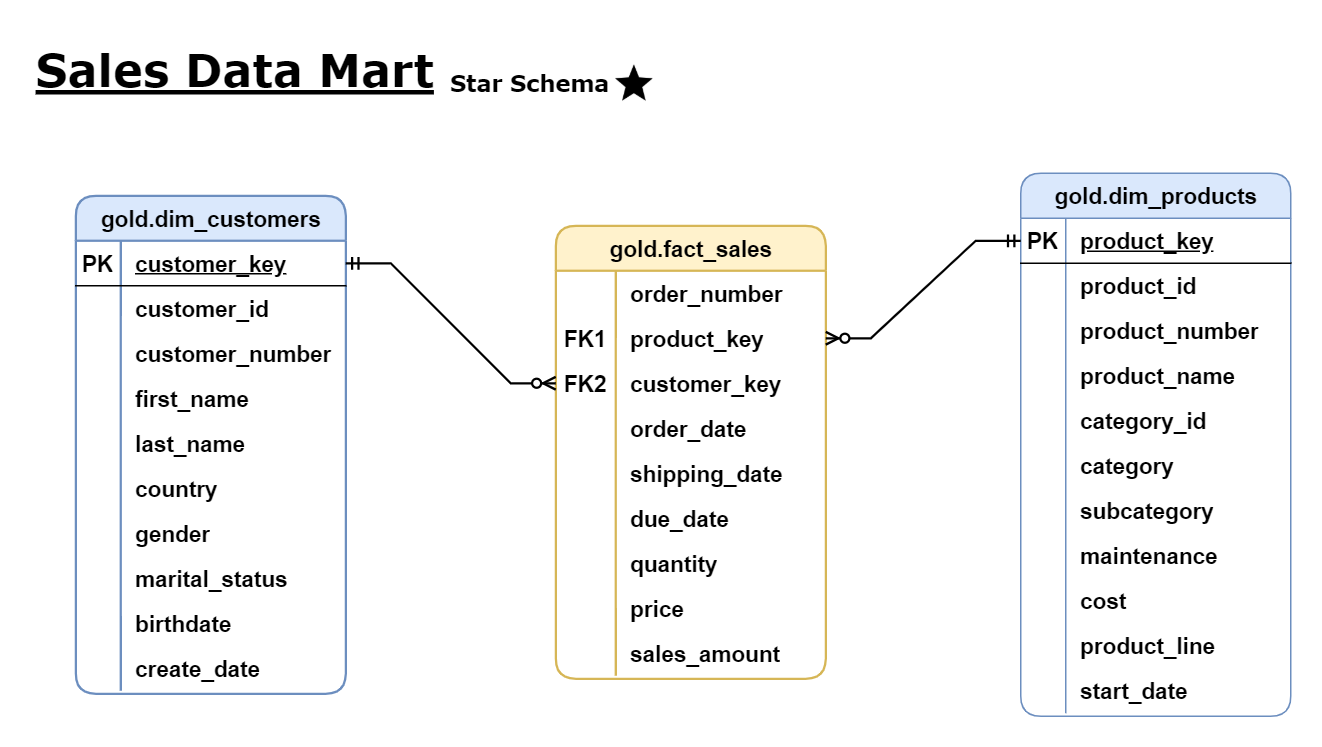 Sales Data Mart Star Schema
gold.dim_customers
PK customer_key
customer_id
customer_number
first_name
last_name
country
gender
marital_status
birthdate
create_date
gold.fact_sales
order_number
FK1 product_key
FK2 customer_key
order_date
shipping_date
due_date
quantity
price
sales_amount
gold.dim_products
PK product_key
product_id
product_number
product_name
category_id
category
subcategory
maintenance
cost
product_line
start_date